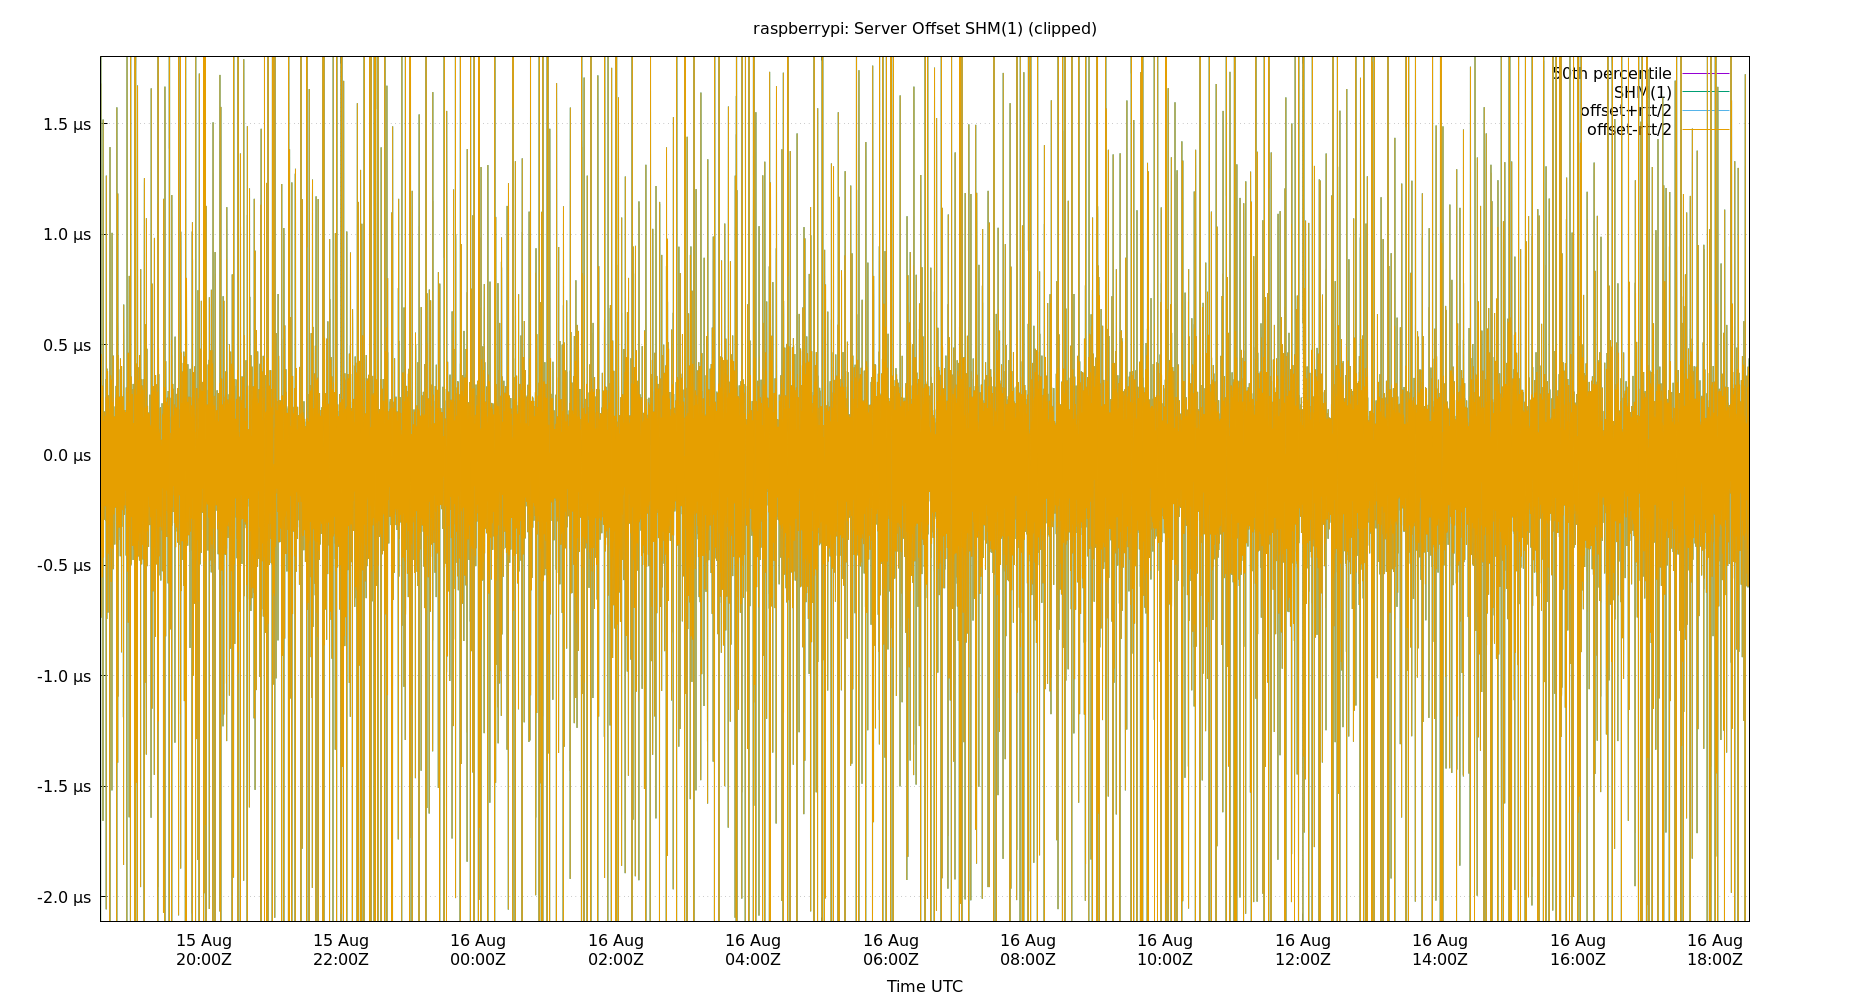 raspberrypi: Server Offset SHM(1) (clipped)
50th percentile
SHM(1)
offset+rtt/2
offset-rtt/2
1.5 µs
1.0 µs
0.5 µs
0.0 µs
-0.5 µs
-1.0 µs
-1.5 µs
-2.0 µs
15 Aug 15 Aug 16 Aug 16 Aug 16 Aug 16 Aug 16 Aug 16 Aug 16 Aug 16 Aug 16 Aug 16 Aug
20:00Z 22:00Z 00:00Z 02:00Z 04:00Z 06:00Z 08:00Z 10:00Z 12:00Z 14:00Z 16:00Z 18:00Z
Time UTC